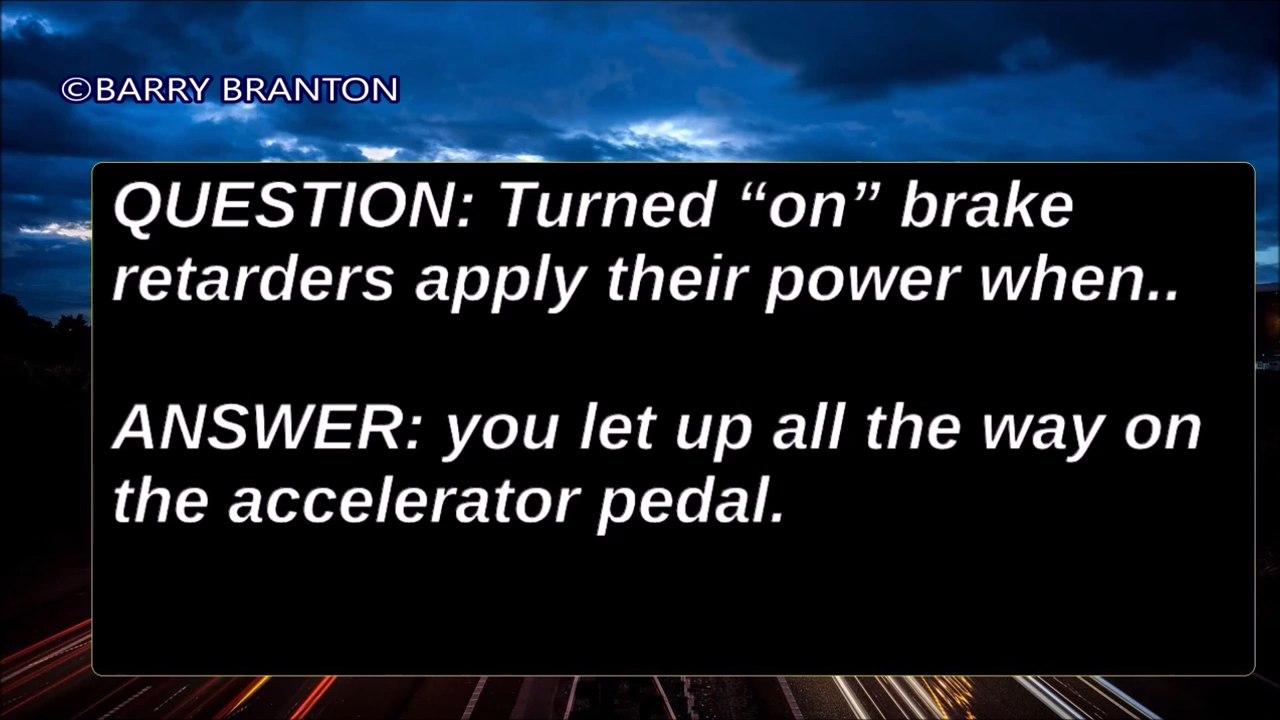 ©BARRY BRANTON
QUESTION: Turned “on” brake
retarders apply their power when..
ANSWER: you let up all the way on
the accelerator pedal.